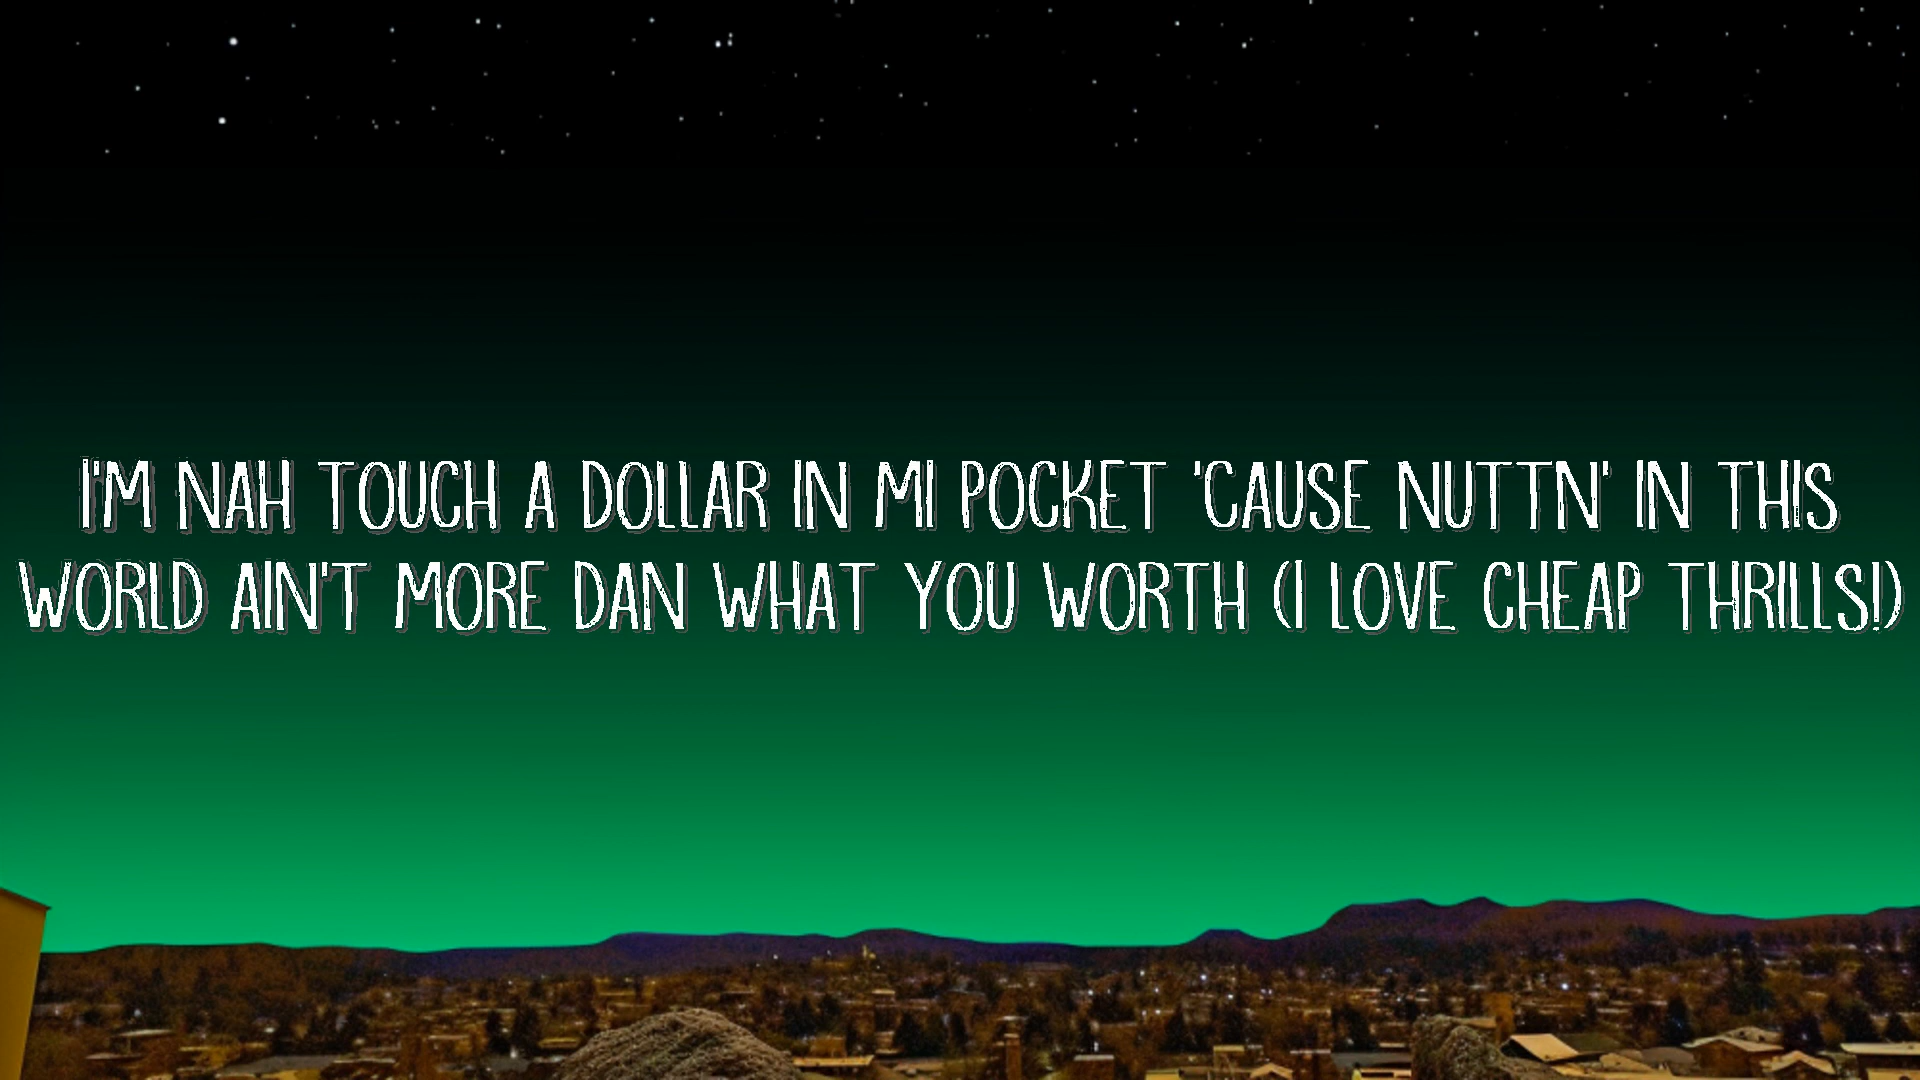 I'M NAH TOUCH A DOLLAR IN MI POCKET 'CAUSE NUTTN' IN THIS
WORLD AIN'T MORE DAN WHAT YOU WORTH (I LOVE CHEAP THRILLS!)